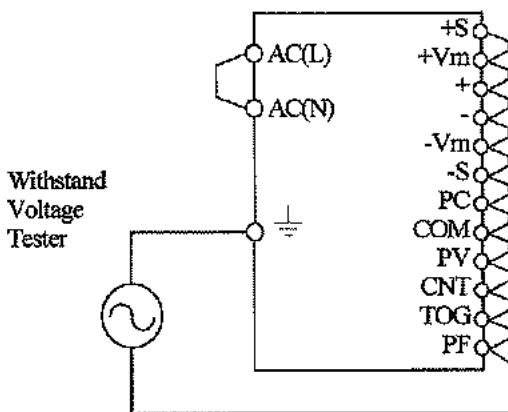 AC(L)
AC(N)
Withstand
Voltage
Tester
+S
+Vm
+
-
-Vm
-S
PC
COM
PV
CNT
TOG
PF